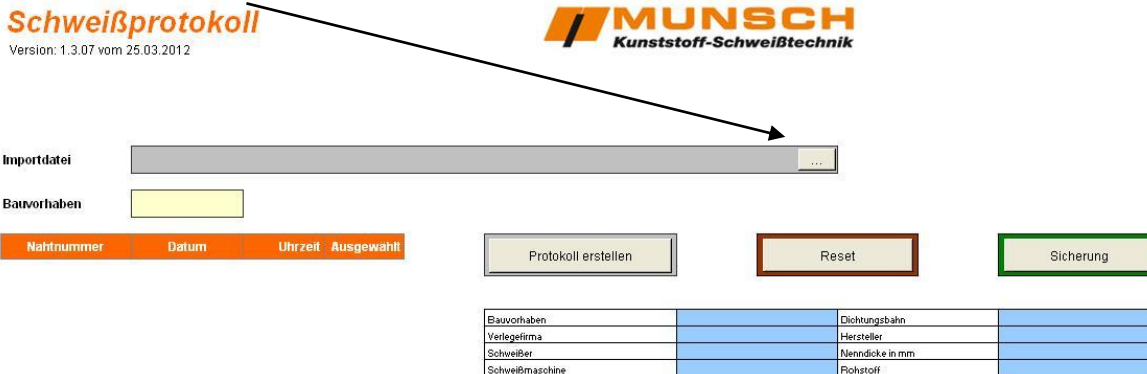 Schweißprotokoll
Version: 1.3.07 vom 25.03.2012
MUNSCH
Kunststoff-Schweißtechnik
Importdatei
...
Bauvorhaben
Nahtnummer Datum Uhrzeit Ausgewählt
Protokoll erstellen Reset Sicherung
Bauvorhaben Dichtungsbahn
Verlegefirma Hersteller
Schweißer Nenndicke in mm
Schweißmaschine Rohstoff